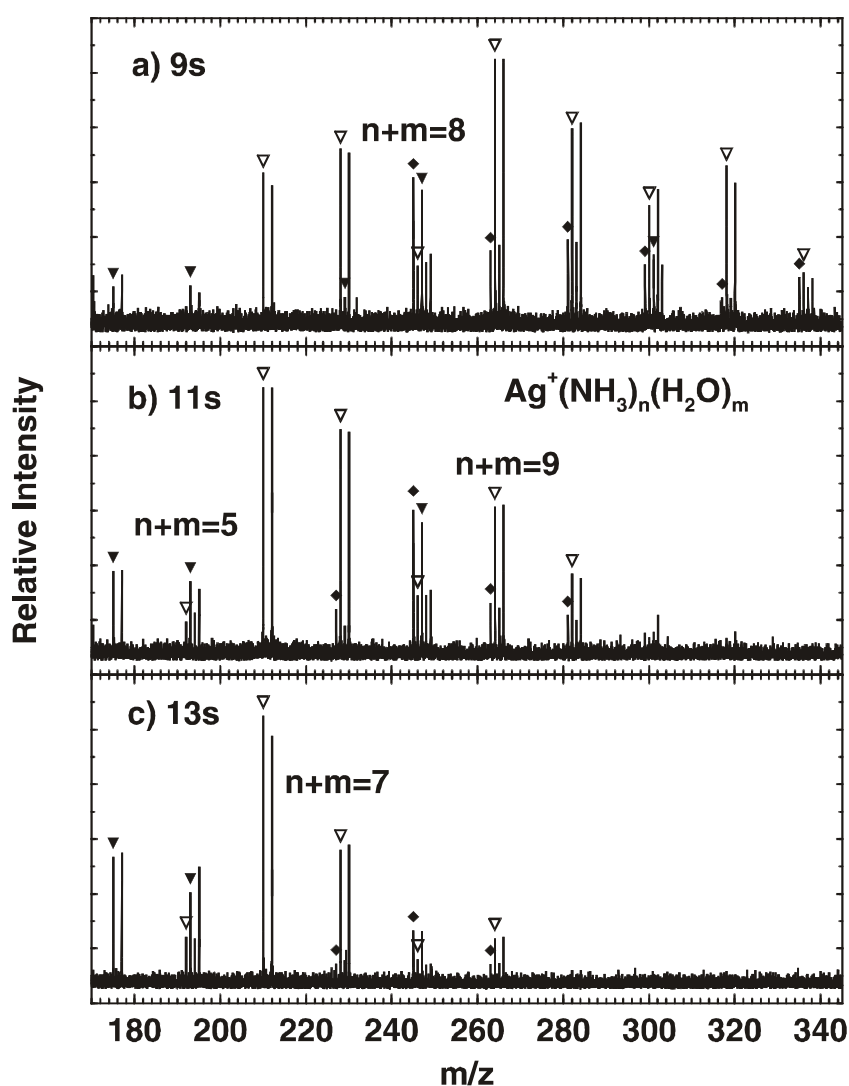 a) 9s
n+m=8
b) 11s
Ag⁺(NH₃)ₙ(H₂O)ₘ
n+m=9
n+m=5
c) 13s
n+m=7
Relative Intensity
180 200 220 240 260 280 300 320 340
m/z